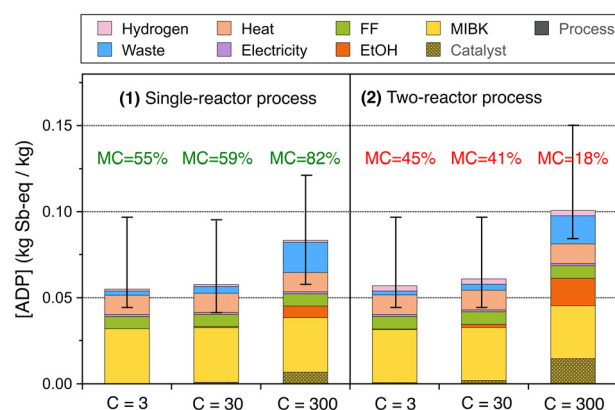 Hydrogen Heat FF MIBK Process
Waste Electricity EtOH Catalyst
(1) Single-reactor process (2) Two-reactor process
0.15
MC=55% MC=59% MC=82% MC=45% MC=41% MC=18%
0.10
0.05
0.00
[ADP] (kg Sb-eq / kg)
C = 3 C = 30 C = 300 C = 3 C = 30 C = 300